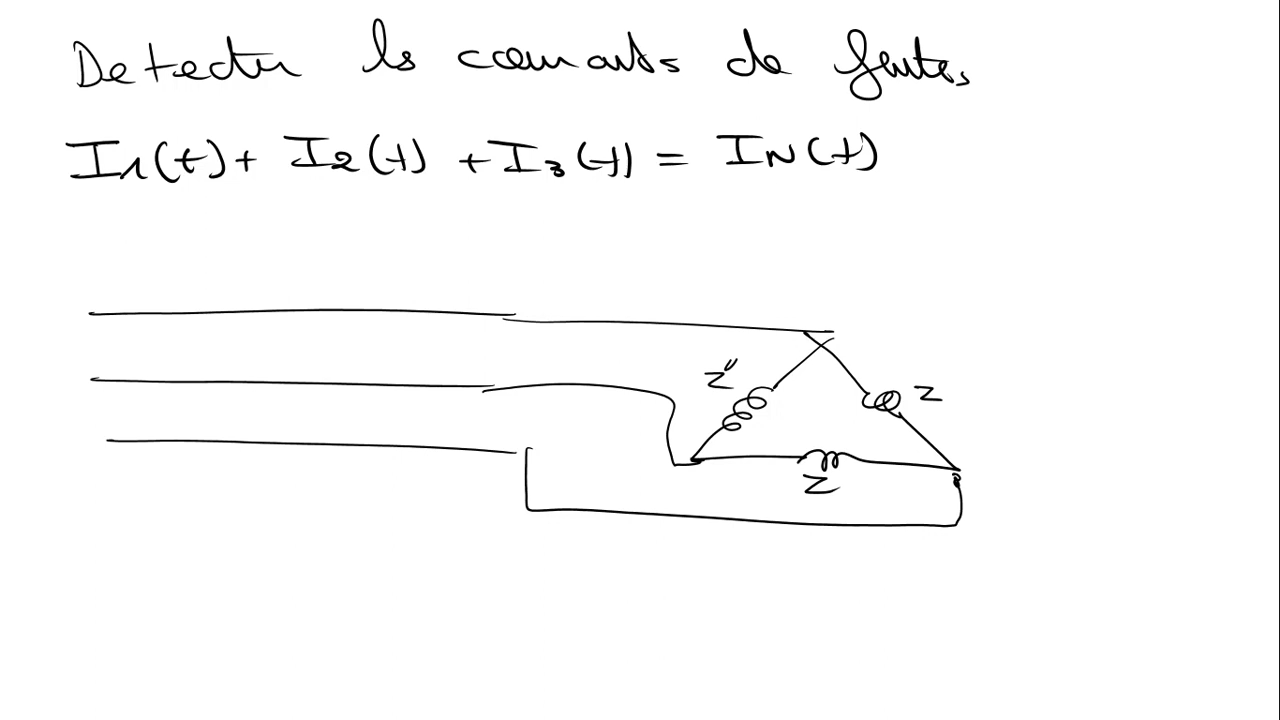 Detecter les courants de fuites
I1(t) + I2(t) + I3(t) = IN(t)
Z"
Z
Z